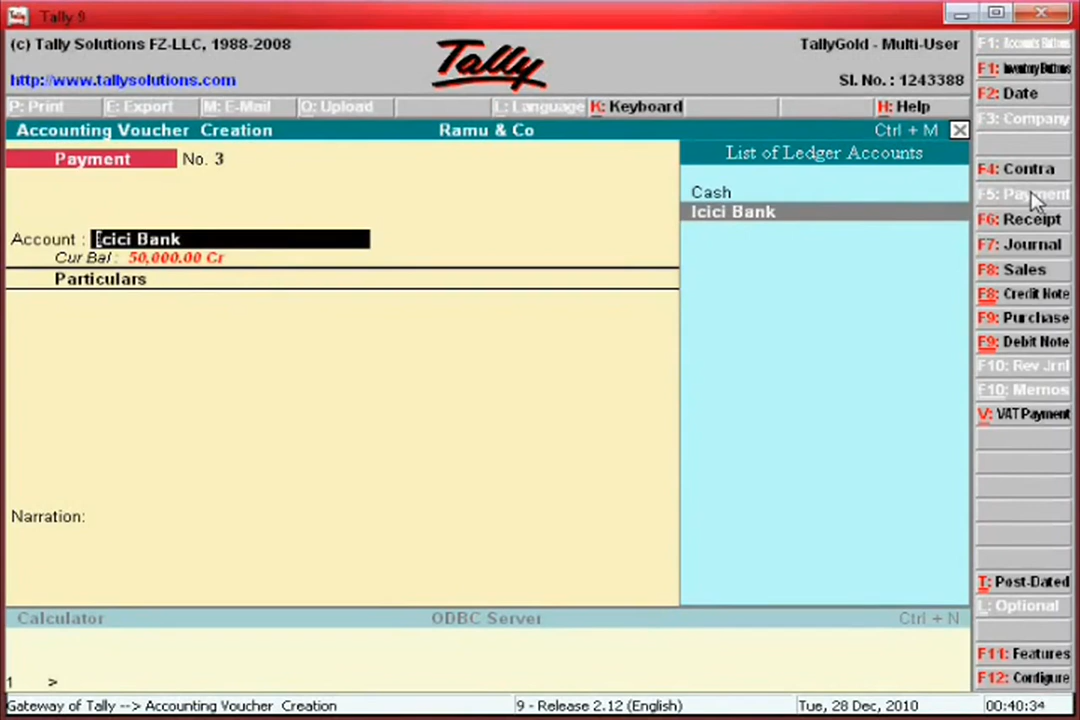 Tally 9
(c) Tally Solutions FZ-LLC, 1988-2008
Tally
TallyGold - Multi-User
http://www.tallysolutions.com
Sl. No. : 1243388
P: Print
E: Export
M: E-Mail
O: Upload
L: Language
K: Keyboard
H: Help
Accounting Voucher Creation
Ramu & Co
Ctrl + M
Payment No. 3
List of Ledger Accounts
Cash
Icici Bank
Account : Icici Bank
Cur Bal : 50,000.00 Cr
Particulars
Narration:
F1: Accounts Buttons
F1: Inventory Buttons
F2: Date
F3: Company
F4: Contra
F5: Payment
F6: Receipt
F7: Journal
F8: Sales
F8: Credit Note
F9: Purchase
F9: Debit Note
F10: Rev Jrnl
F10: Memos
V: VAT Payment
T: Post-Dated
L: Optional
F11: Features
F12: Configure
Calculator
ODBC Server
Ctrl + N
1 >
Gateway of Tally --> Accounting Voucher Creation
9 - Release 2.12 (English)
Tue, 28 Dec, 2010
00:40:34